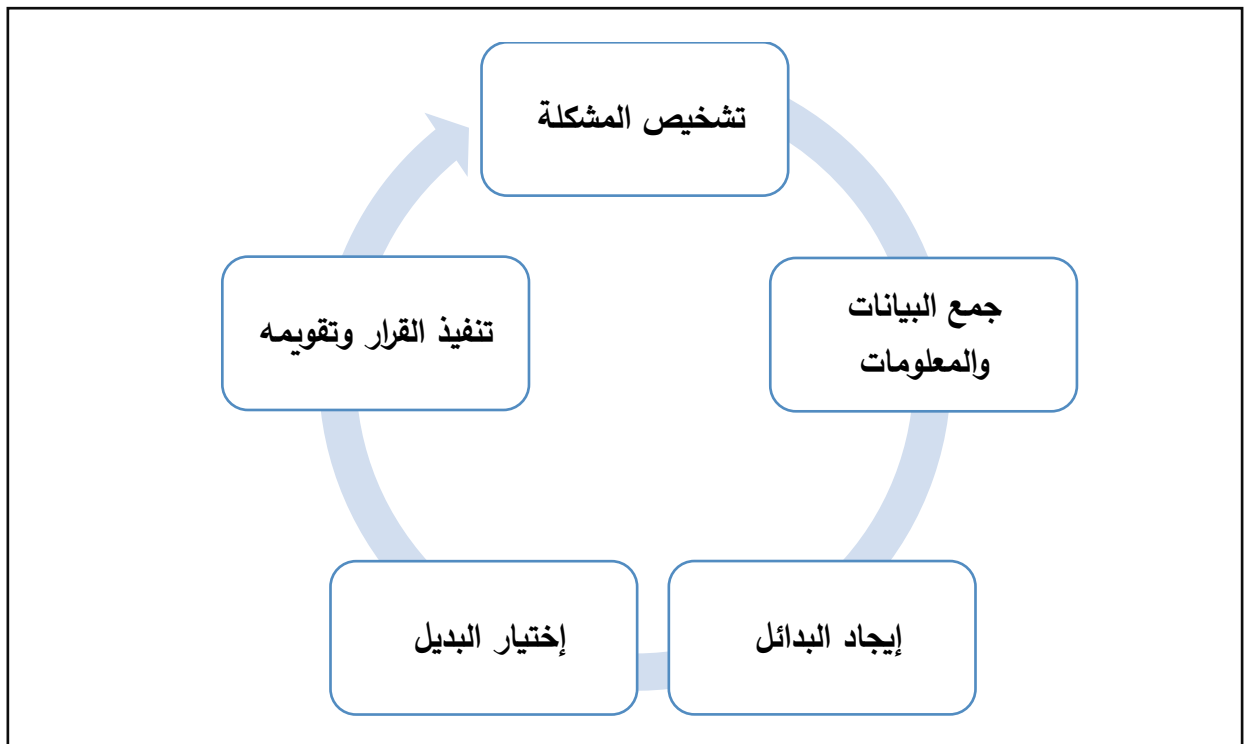 تشخيص المشكلة
جمع البيانات
والمعلومات
إيجاد البدائل
إختيار البديل
تنفيذ القرار وتقويمه